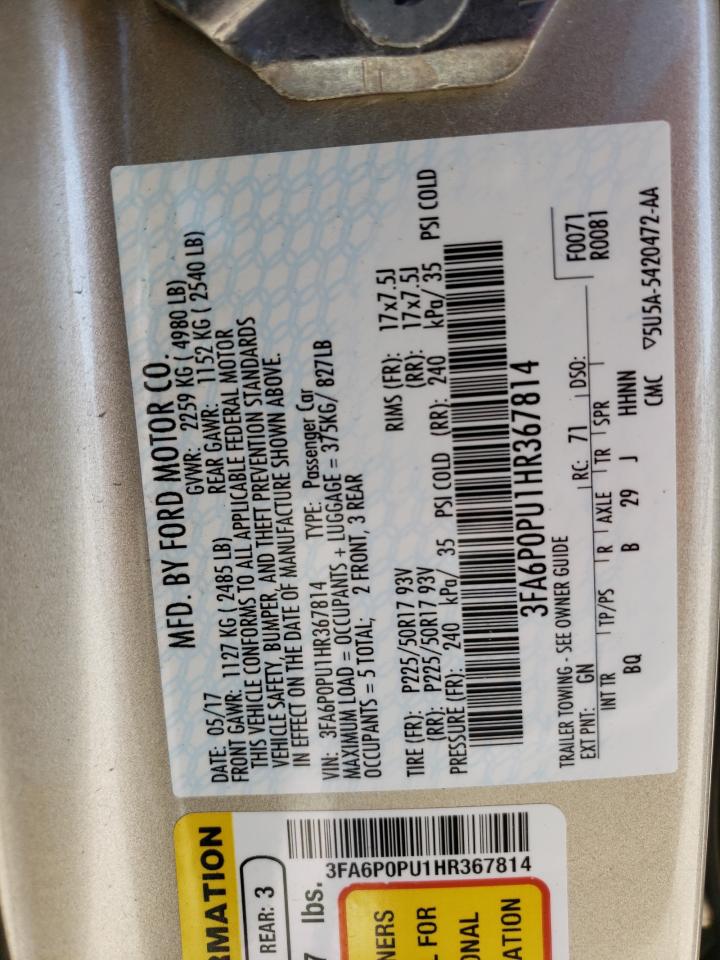 MFD. BY FORD MOTOR CO.
DATE: 05/17 GVWR: 2259 KG ( 4980 LB)
FRONT GAWR: 1127 KG ( 2485 LB) REAR GAWR: 1152 KG ( 2540 LB)
THIS VEHICLE CONFORMS TO ALL APPLICABLE FEDERAL MOTOR
VEHICLE SAFETY, BUMPER, AND THEFT PREVENTION STANDARDS
IN EFFECT ON THE DATE OF MANUFACTURE SHOWN ABOVE.
VIN: 3FA6P0PU1HR367814 TYPE: Passenger Car
MAXIMUM LOAD = OCCUPANTS + LUGGAGE = 375KG/ 827LB
OCCUPANTS = 5 TOTAL; 2 FRONT, 3 REAR
TIRE (FR): P225/50R17 93V RIMS (FR): 17x7.5J
(RR): P225/50R17 93V (RR): 17x7.5J
PRESSURE (FR): 240 kPa/ 35 PSI COLD (RR): 240 kPa/ 35 PSI COLD
3FA6P0PU1HR367814
TRAILER TOWING - SEE OWNER GUIDE
F0071
EXT PNT: GN RC: 71 DSO: R0081
INT TR TP/PS R AXLE TR SPR
BQ B 29 J HHNN
CMC ▽5U5A-5420472-AA
RMATION
REAR: 3
7 lbs.
3FA6P0PU1HR367814
NERS
L FOR
ONAL
ATION